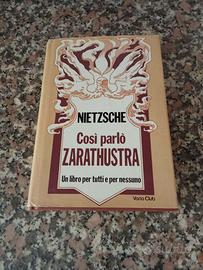 NIETZSCHE
Così parlò
ZARATHUSTRA
Un libro per tutti e per nessuno
Varia Club